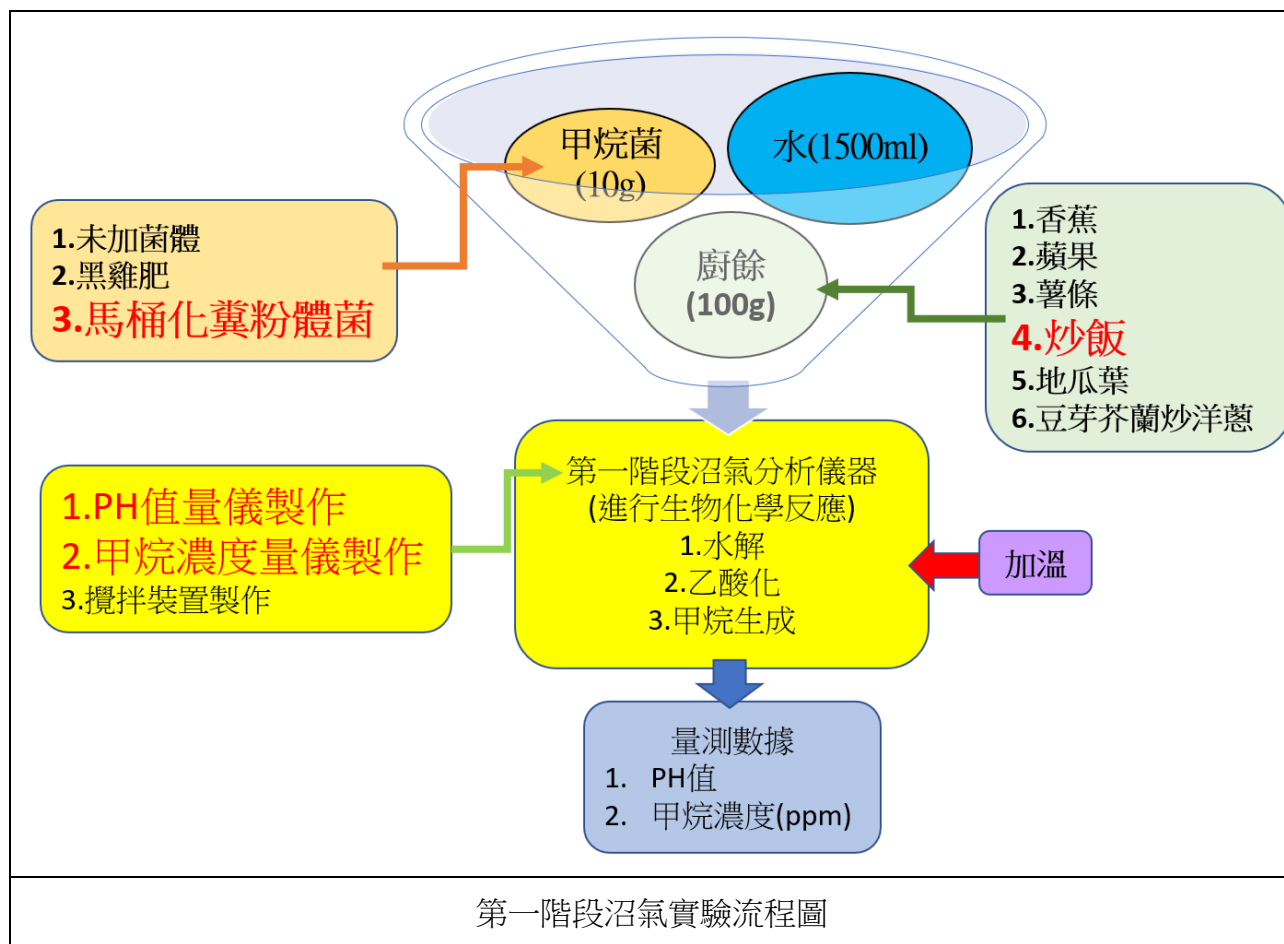 甲烷菌
(10g)
水(1500ml)
廚餘
(100g)
1.未加菌體
2.黑雞肥
3.馬桶化糞粉體菌
1.香蕉
2.蘋果
3.薯條
4.炒飯
5.地瓜葉
6.豆芽芥蘭炒洋蔥
1.PH值量儀製作
2.甲烷濃度量儀製作
3.攪拌裝置製作
第一階段沼氣分析儀器
(進行生物化學反應)
1.水解
2.乙酸化
3.甲烷生成
加溫
量測數據
1. PH值
2. 甲烷濃度(ppm)
第一階段沼氣實驗流程圖